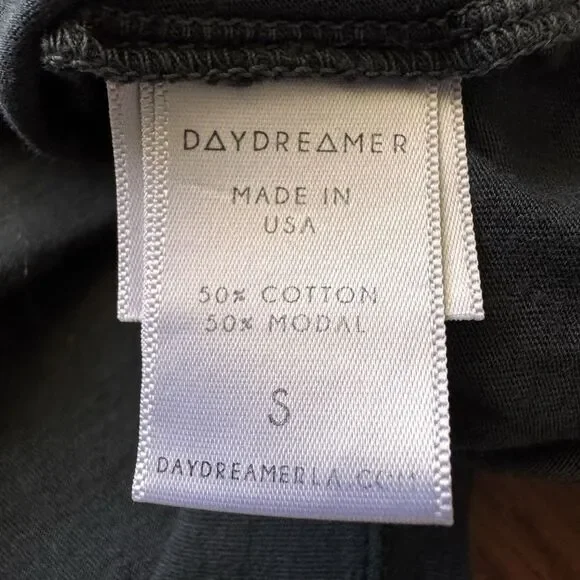 DAYDREAMER
MADE IN
USA
50% COTTON
50% MODAL
S
DAYDREAMERLA.COM